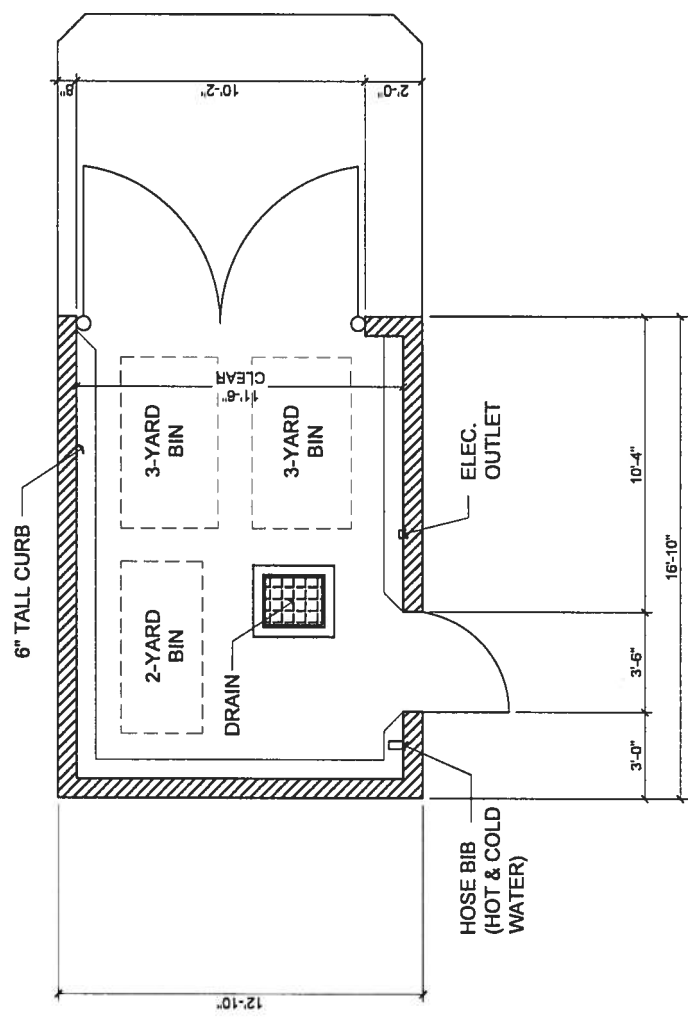 6" TALL CURB
8"
10'-2"
2'-0"
3-YARD
BIN
11'-6"
CLEAR
3-YARD
BIN
2-YARD
BIN
DRAIN
ELEC.
OUTLET
HOSE BIB
(HOT & COLD
WATER)
3'-0"
3'-6"
10'-4"
16'-10"
12'-10"